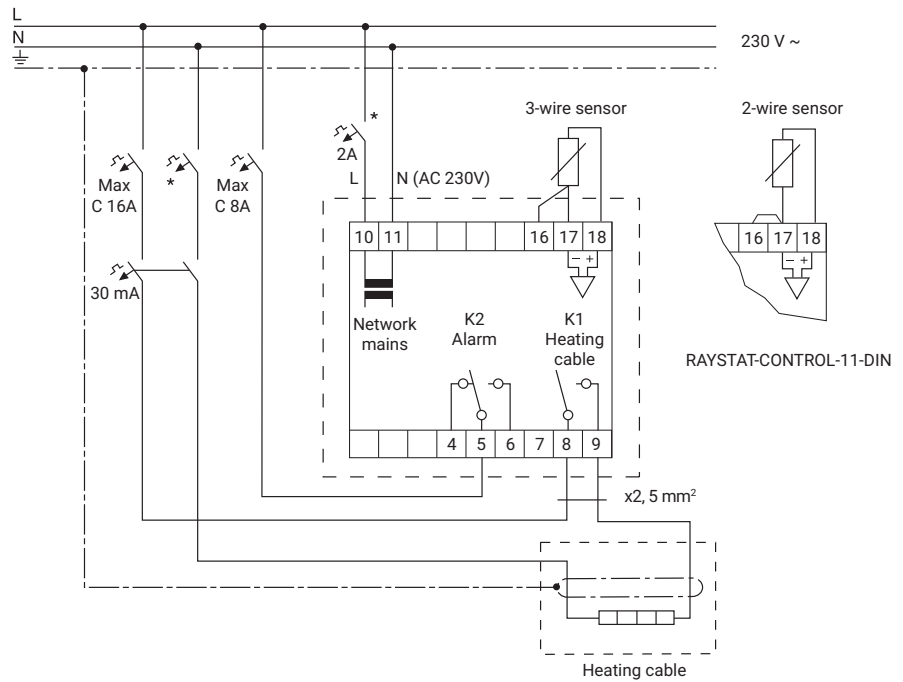 L
N
230 V ~
3-wire sensor
2-wire sensor
*
2A
L
N (AC 230V)
Max
C 16A
*
Max
C 8A
30 mA
10 11 16 17 18
- +
16 17 18
- +
Network
mains
K2
Alarm
K1
Heating
cable
RAYSTAT-CONTROL-11-DIN
4 5 6 7 8 9
x2, 5 mm²
Heating cable